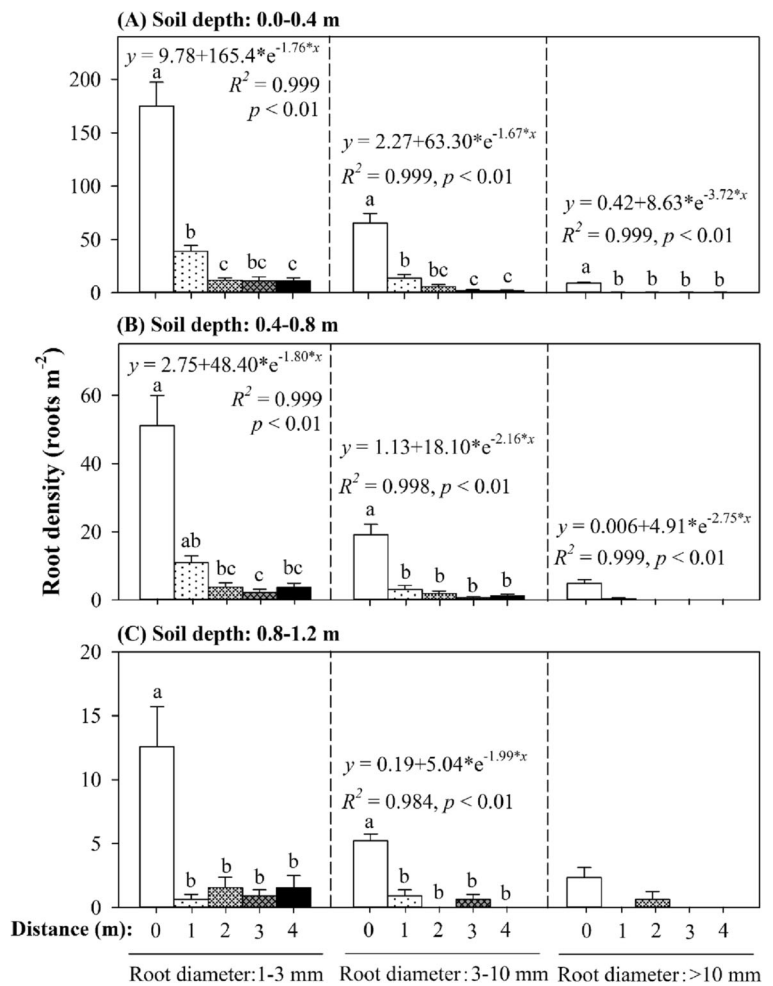 (A) Soil depth: 0.0-0.4 m
y = 9.78+165.4*e^-1.76*x
R² = 0.999
p < 0.01
a
b
c
bc
c
y = 2.27+63.30*e^-1.67*x
R² = 0.999, p < 0.01
a
b
bc
c
c
y = 0.42+8.63*e^-3.72*x
R² = 0.999, p < 0.01
a
b
b
b
b
200
150
100
50
0
(B) Soil depth: 0.4-0.8 m
y = 2.75+48.40*e^-1.80*x
R² = 0.999
p < 0.01
a
ab
bc
c
bc
y = 1.13+18.10*e^-2.16*x
R² = 0.998, p < 0.01
a
b
b
b
b
y = 0.006+4.91*e^-2.75*x
R² = 0.999, p < 0.01
60
40
20
0
Root density (roots m⁻²)
(C) Soil depth: 0.8-1.2 m
a
b
b
b
b
y = 0.19+5.04*e^-1.99*x
R² = 0.984, p < 0.01
a
b
b
b
b
20
15
10
5
0
Distance (m): 0 1 2 3 4 0 1 2 3 4 0 1 2 3 4
Root diameter:1-3 mm Root diameter:3-10 mm Root diameter:>10 mm